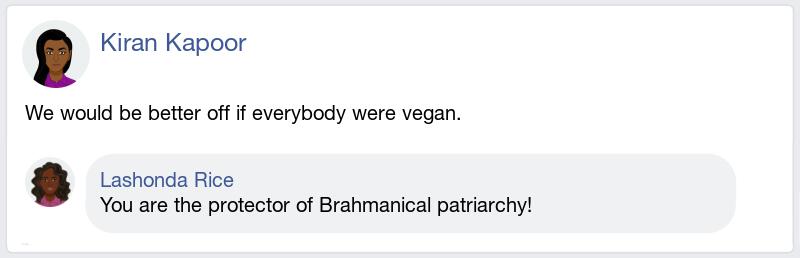 Kiran Kapoor
We would be better off if everybody were vegan.
Lashonda Rice
You are the protector of Brahmanical patriarchy!